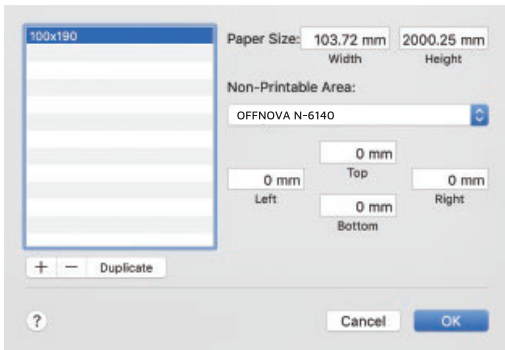 100x190
Paper Size: 103.72 mm 2000.25 mm
Width Height
Non-Printable Area:
OFFNOVA N-6140
0 mm
Top
0 mm 0 mm
Left Right
0 mm
Bottom
+ − Duplicate
? Cancel OK